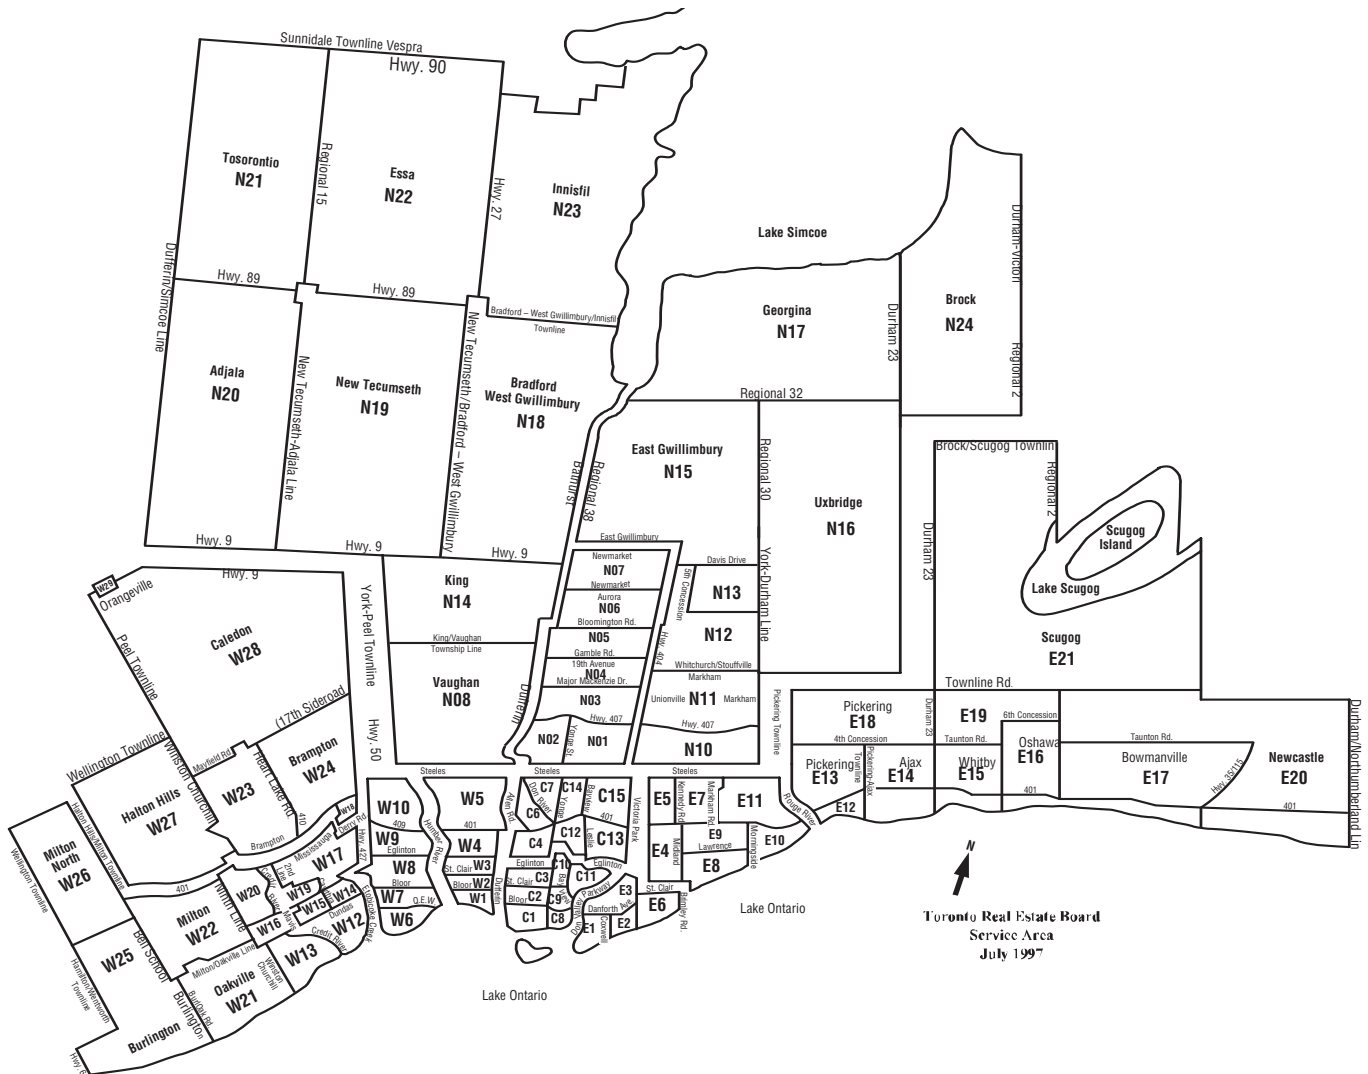 Sunnidale Townline Vespra
Hwy. 90
Tosorontio
N21
Regional 15
Essa
N22
Hwy. 27
Innisfil
N23
Lake Simcoe
Durham-Victori
Regional 2
Brock
N24
Dufferin/Simcoe Line
Hwy. 89
Hwy. 89
Bradford – West Gwillimbury/Innisfil
Townline
Georgina
N17
Durham 23
Adjala
N20
New Tecumseth-Adjala Line
New Tecumseth
N19
New Tecumseth/Bradford – West Gwillimbury
Bradford
West Gwillimbury
N18
Regional 32
Bathurst
Regional 38
East Gwillimbury
N15
Regional 30
Uxbridge
N16
Brock/Scugog Townlin
Regional 2
Durham 23
Scugog
Island
Lake Scugog
Scugog
E21
Hwy. 9
Hwy. 9
Hwy. 9
Hwy. 9
East Gwillimbury
Newmarket
N07
Newmarket
Aurora
N06
Bloomington Rd.
N05
Gamble Rd.
19th Avenue
N04
Major Mackenzie Dr.
N03
Hwy. 407
N02
Yonge St.
N01
Davis Drive
5th Concession
N13
N12
Hwy. 404
York-Durham Line
Whitchurch/Stouffville
Markham
Unionville
N11
Markham
Hwy. 407
N10
Pickering Townline
W29
Orangeville
Peel Townline
Caledon
W28
York-Peel Townline
Hwy. 50
King
N14
King/Vaughan
Township Line
Vaughan
N08
Dufferin
(17th Sideroad
Wellington Townline
Winston Churchill
Mayfield Rd
Heart Lake Rd
Brampton
W24
W23
410
Halton Hills
W27
Halton Hills/Milton Townline
Brampton
W18
Derry Rd
Hwy. 427
Milton
North
W26
Wellington Townline
401
Ninth Line
Milton
W22
W20
Credit
River
2nd
Line
Mississauga
W17
W19
W15
W14
Mavis
W16
Dundas
W12
Credit River
W13
Etobicoke Creek
W25
Bell School
Hamilton/Wentworth
Townline
Milton/Oakville Line
Winston
Churchill
Oakville
W21
BurlOak Rd
Burlington
Burlington
Hwy. 6
Steeles
Steeles
Steeles
W10
409
W9
Eglinton
W8
Bloor
W7
Q.E.W.
W6
Humber River
W5
401
W4
St. Clair
W3
Bloor
W2
W1
Allen Rd.
Dufferin
C7
Don River
C6
C14
Yonge
Bayview
C15
401
C4
C12
Leslie
C13
Victoria Park
Eglinton
C10
Eglinton
St. Clair
C3
C11
Bay
view
Bloor
C2
C9
C1
C8
Don Valley Parkway
E3
Danforth Ave.
E1
Coxwell
E2
St. Clair
E6
Brimley Rd.
E5
Kennedy Rd
E7
Markham Rd.
E11
Rouge River
E4
Midland
E9
Lawrence
E8
Morningside
E10
Townline Rd.
Pickering
E18
4th Concession
Durham 23
E19
6th Concession
Taunton Rd.
Oshawa
E16
Taunton Rd.
Bowmanville
E17
Hwy. 35/115
Newcastle
E20
Durham/Northumberland Lin
Pickering
E13
E12
Townline
Pickering-Ajax
Ajax
E14
Whitby
E15
401
401
Lake Ontario
Lake Ontario
N
Toronto Real Estate Board
Service Area
July 1997